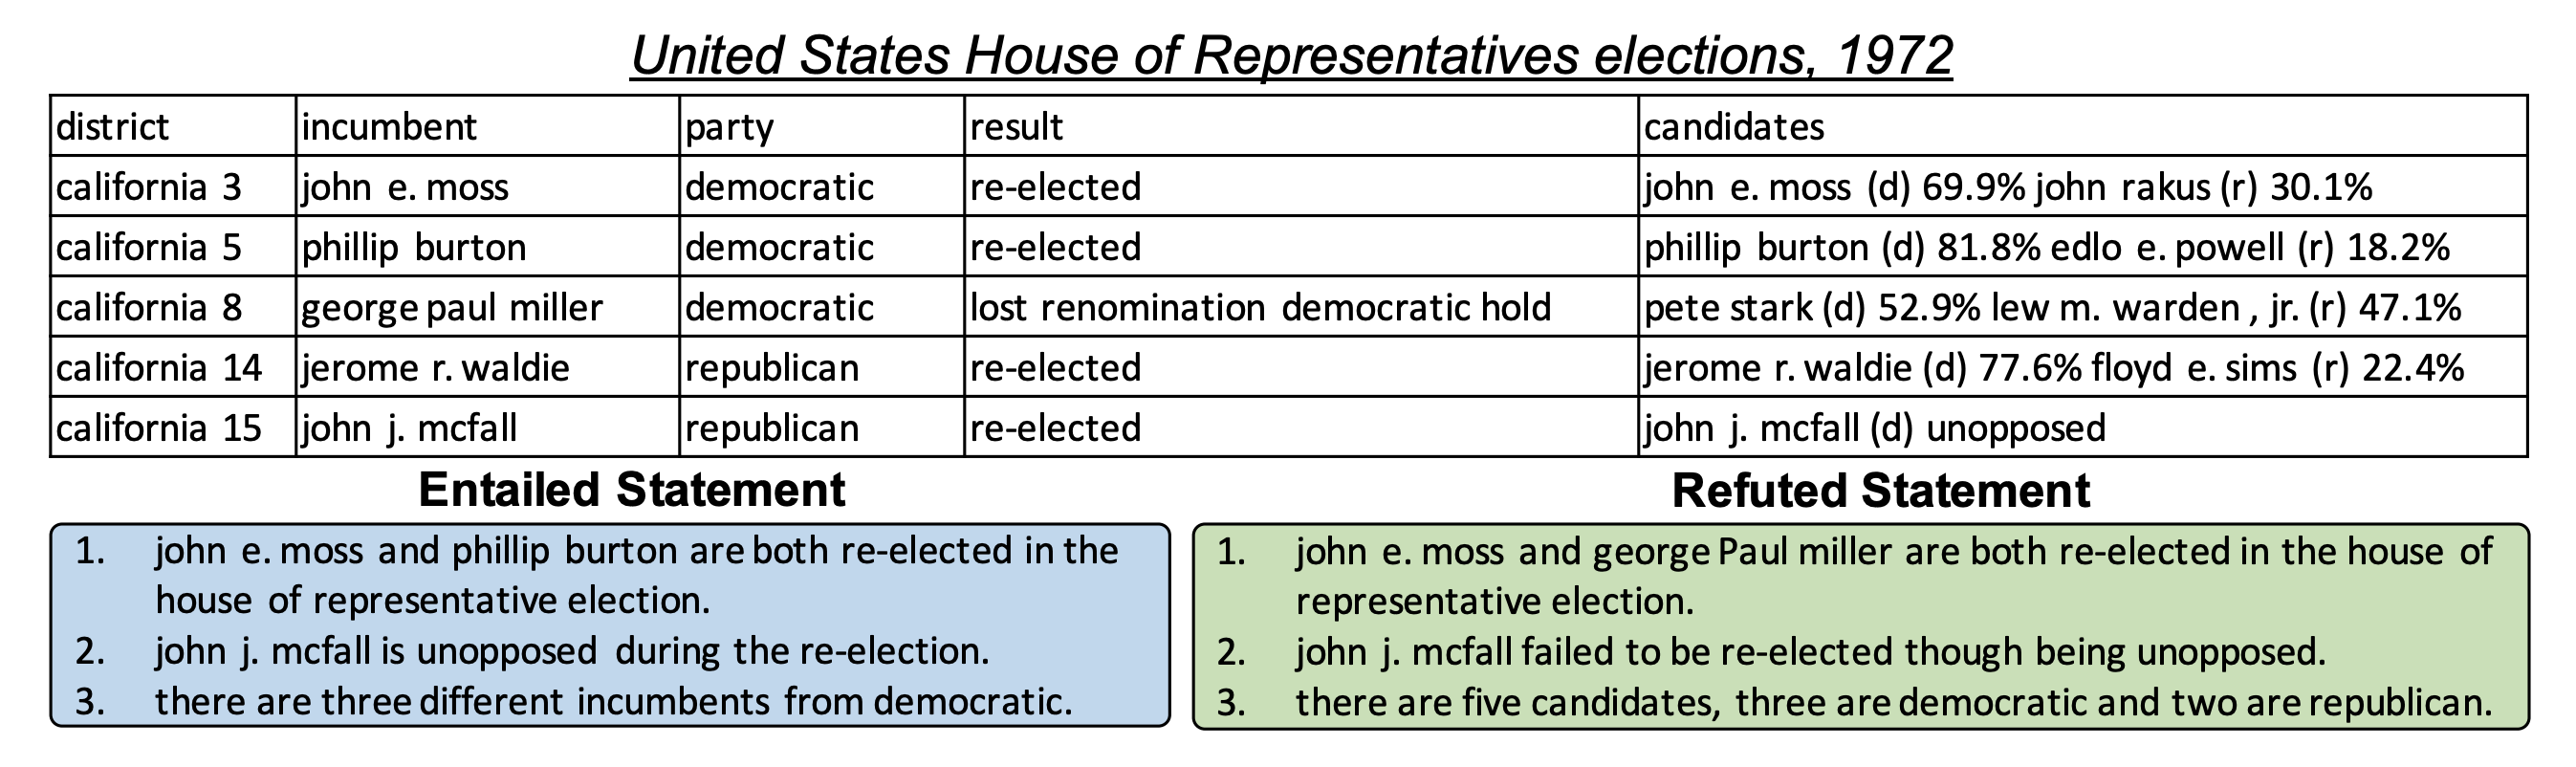 United States House of Representatives elections, 1972
district incumbent party result candidates
california 3 john e. moss democratic re-elected john e. moss (d) 69.9% john rakus (r) 30.1%
california 5 phillip burton democratic re-elected phillip burton (d) 81.8% edlo e. powell (r) 18.2%
california 8 george paul miller democratic lost renomination democratic hold pete stark (d) 52.9% lew m. warden , jr. (r) 47.1%
california 14 jerome r. waldie republican re-elected jerome r. waldie (d) 77.6% floyd e. sims (r) 22.4%
california 15 john j. mcfall republican re-elected john j. mcfall (d) unopposed
Entailed Statement
1. john e. moss and phillip burton are both re-elected in the
house of representative election.
2. john j. mcfall is unopposed during the re-election.
3. there are three different incumbents from democratic.
Refuted Statement
1. john e. moss and george Paul miller are both re-elected in the house of
representative election.
2. john j. mcfall failed to be re-elected though being unopposed.
3. there are five candidates, three are democratic and two are republican.